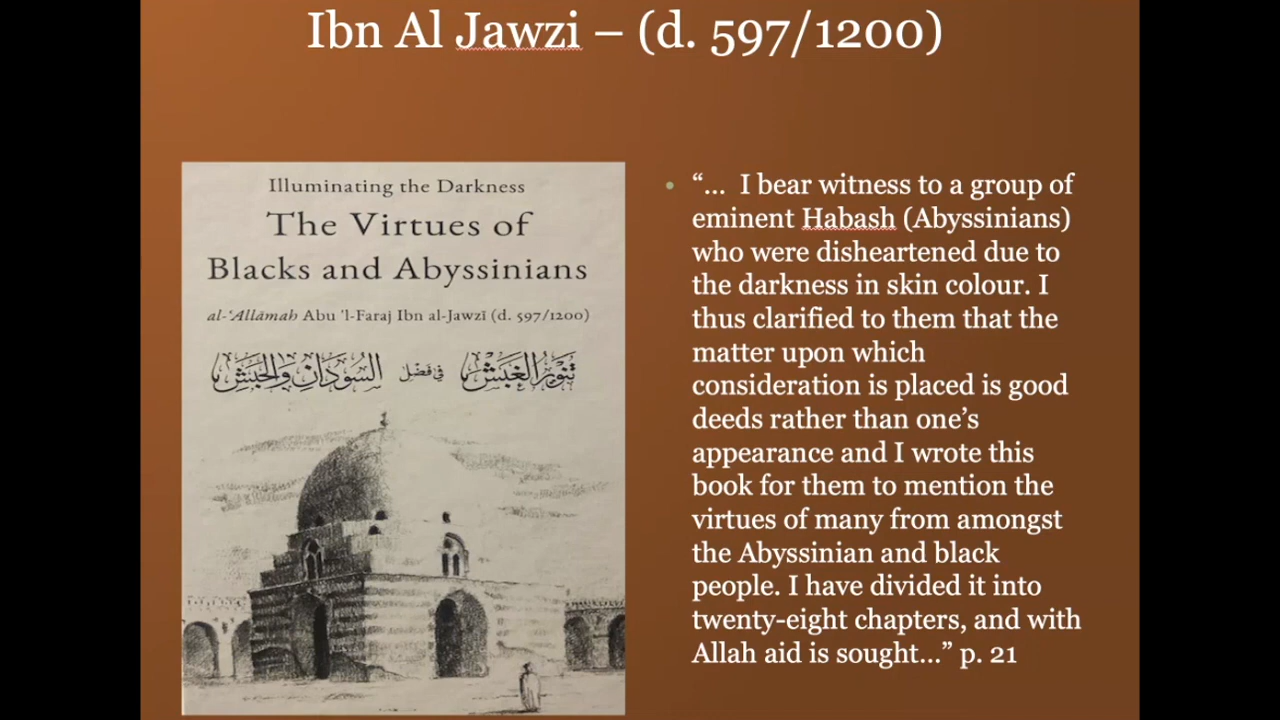 Ibn Al Jawzi – (d. 597/1200)
Illuminating the Darkness
The Virtues of
Blacks and Abyssinians
al-‘Allāmah Abu 'l-Faraj Ibn al-Jawzī (d. 597/1200)
تنوير الغبش في فضل السودان والحبش
• “... I bear witness to a group of
eminent Habash (Abyssinians)
who were disheartened due to
the darkness in skin colour. I
thus clarified to them that the
matter upon which
consideration is placed is good
deeds rather than one’s
appearance and I wrote this
book for them to mention the
virtues of many from amongst
the Abyssinian and black
people. I have divided it into
twenty-eight chapters, and with
Allah aid is sought...” p. 21